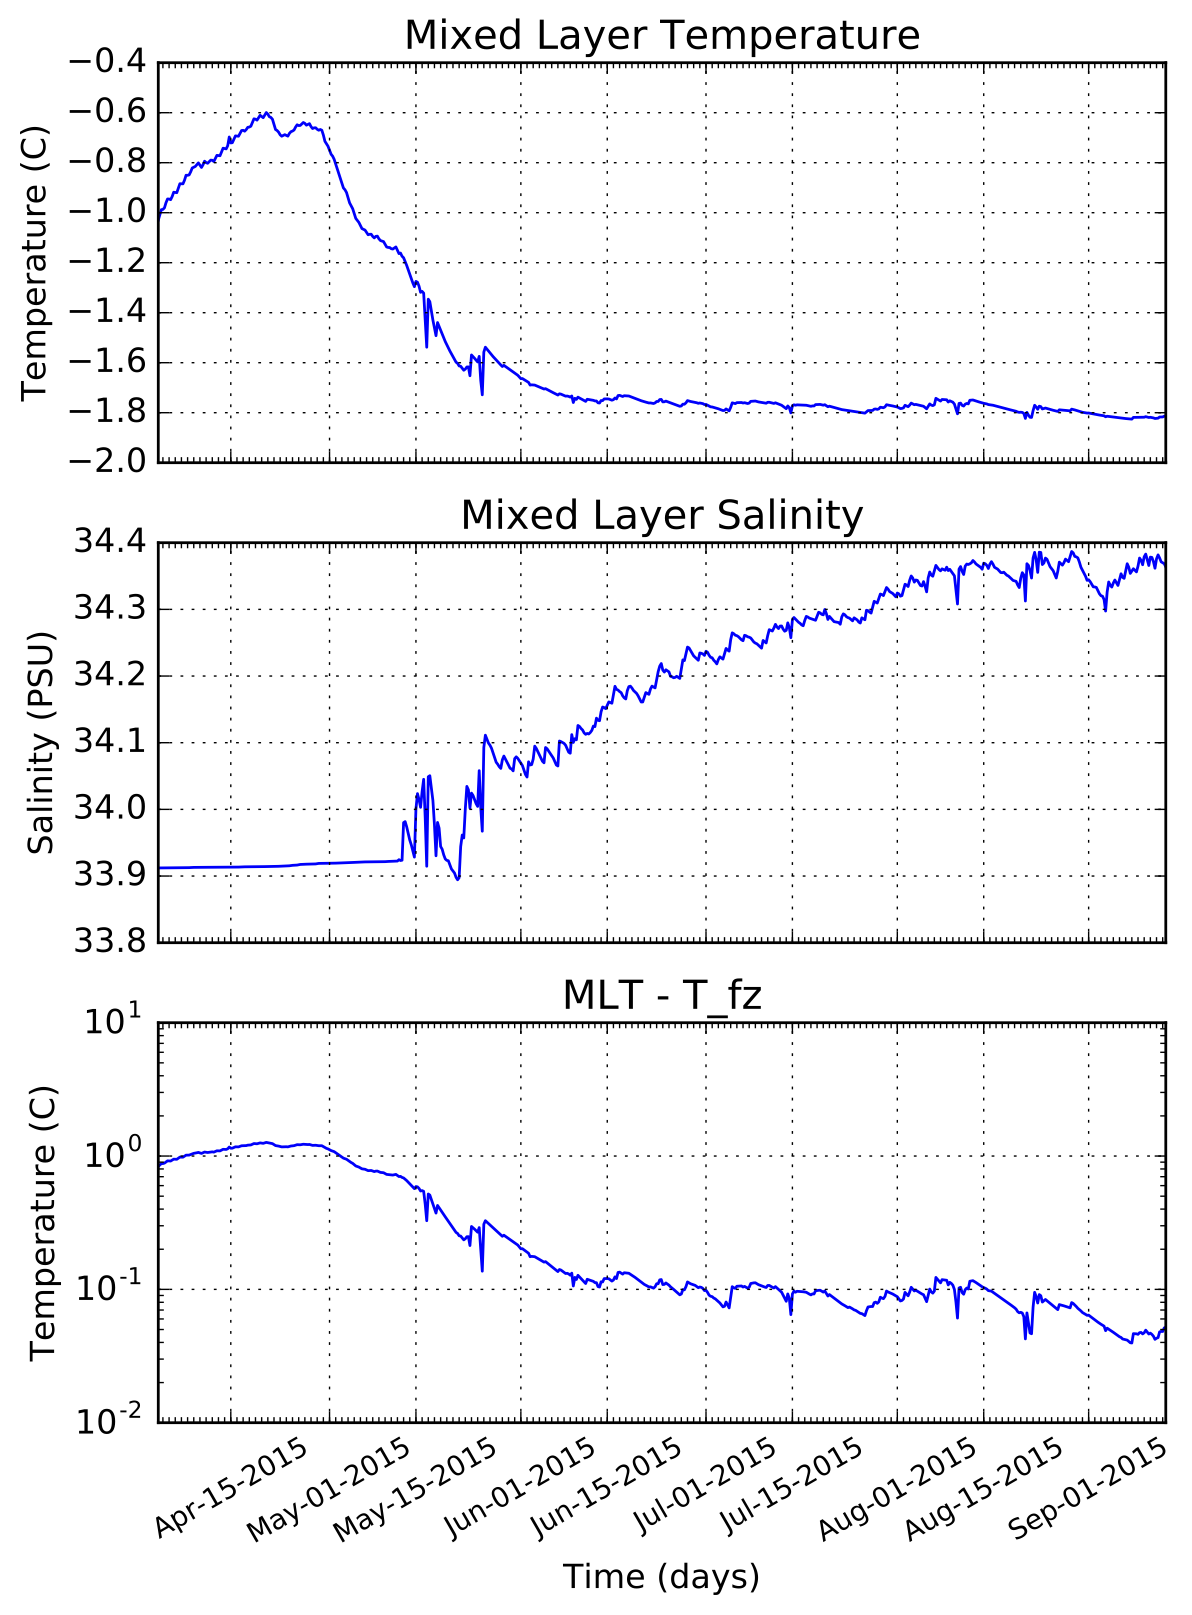 Mixed Layer Temperature
−0.4
−0.6
−0.8
−1.0
−1.2
−1.4
−1.6
−1.8
−2.0
Temperature (C)
Mixed Layer Salinity
34.4
34.3
34.2
34.1
34.0
33.9
33.8
Salinity (PSU)
MLT - T_fz
10^1
10^0
10^-1
10^-2
Temperature (C)
Apr-15-2015
May-01-2015
May-15-2015
Jun-01-2015
Jun-15-2015
Jul-01-2015
Jul-15-2015
Aug-01-2015
Aug-15-2015
Sep-01-2015
Time (days)